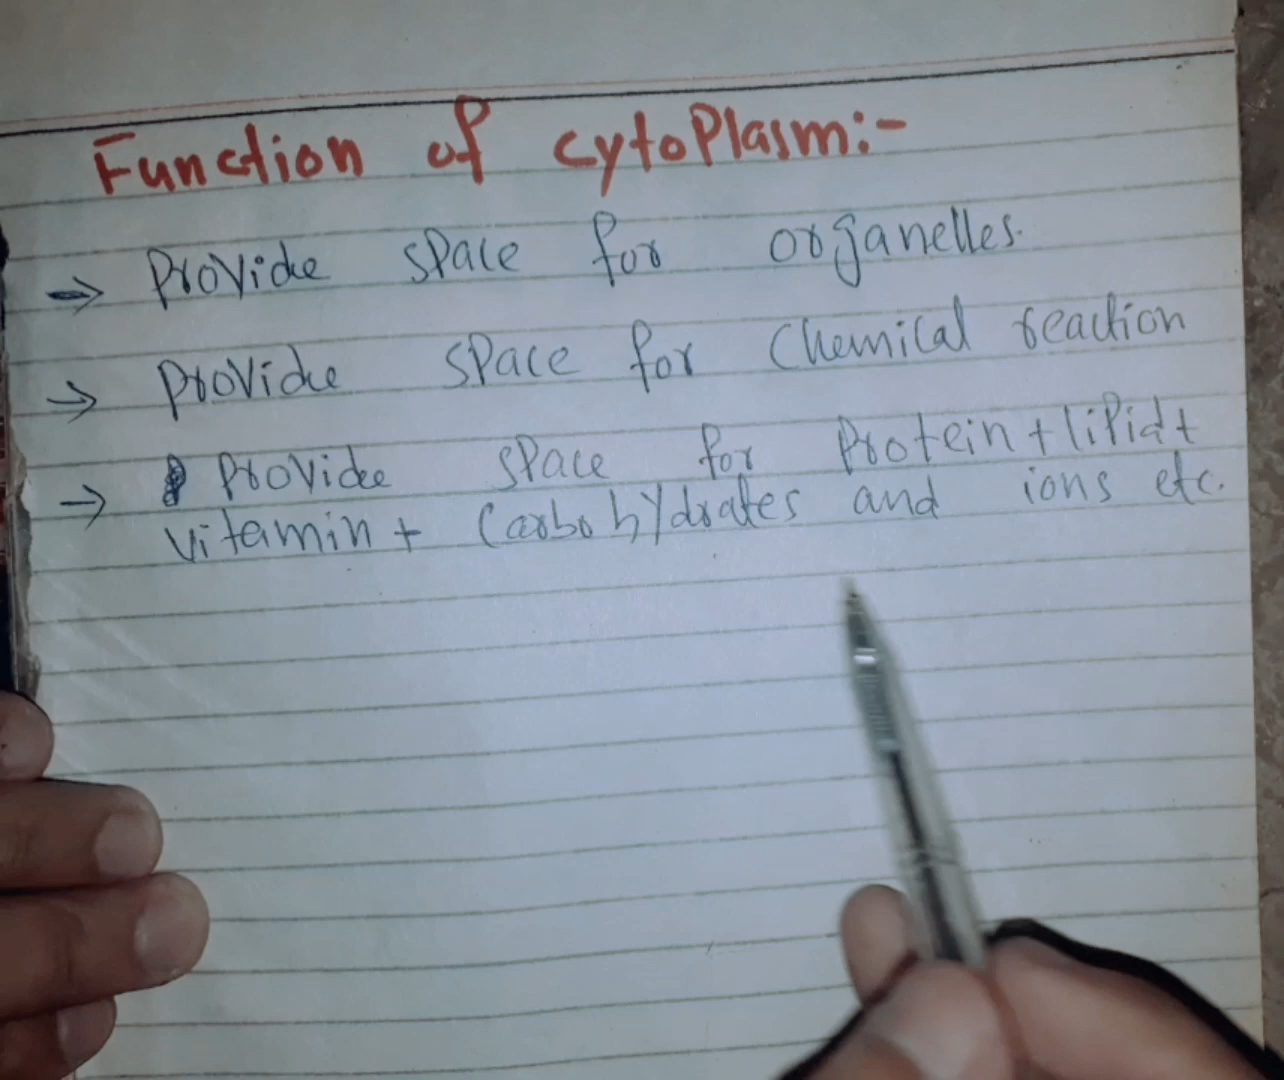 Function of cytoPlasm:-
→ Provide space for organelles.
→ Provide space for Chemical reaction
→ Provide space for Protein + lipid +
vitamin + Carbohydrates and ions etc.